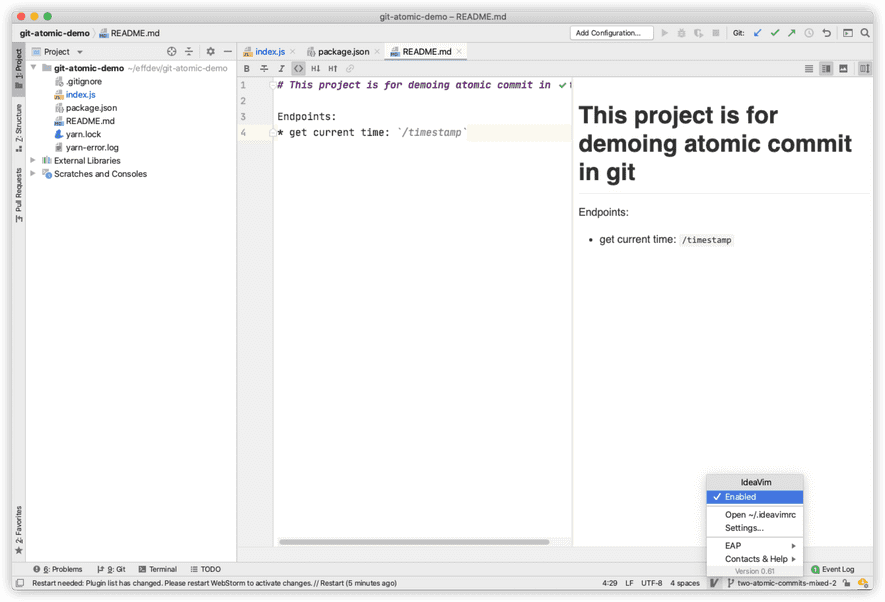 git-atomic-demo – README.md
git-atomic-demo README.md Add Configuration... Git:
Project index.js package.json README.md
1: Project
Z: Structure
Pull Requests
2: Favorites
git-atomic-demo ~/effdev/git-atomic-demo
.gitignore
index.js
package.json
README.md
yarn.lock
yarn-error.log
External Libraries
Scratches and Consoles
B I <> H↓ H↑
1 # This project is for demoing atomic commit in
2
3 Endpoints:
4 * get current time: `/timestamp`
This project is for
demoing atomic commit
in git
Endpoints:
• get current time: /timestamp
IdeaVim
✓ Enabled
Open ~/.ideavimrc
Settings...
EAP
Contacts & Help
Version 0.61
6: Problems 9: Git Terminal TODO Event Log
Restart needed: Plugin list has changed. Please restart WebStorm to activate changes. // Restart (5 minutes ago) 4:29 LF UTF-8 4 spaces two-atomic-commits-mixed-2